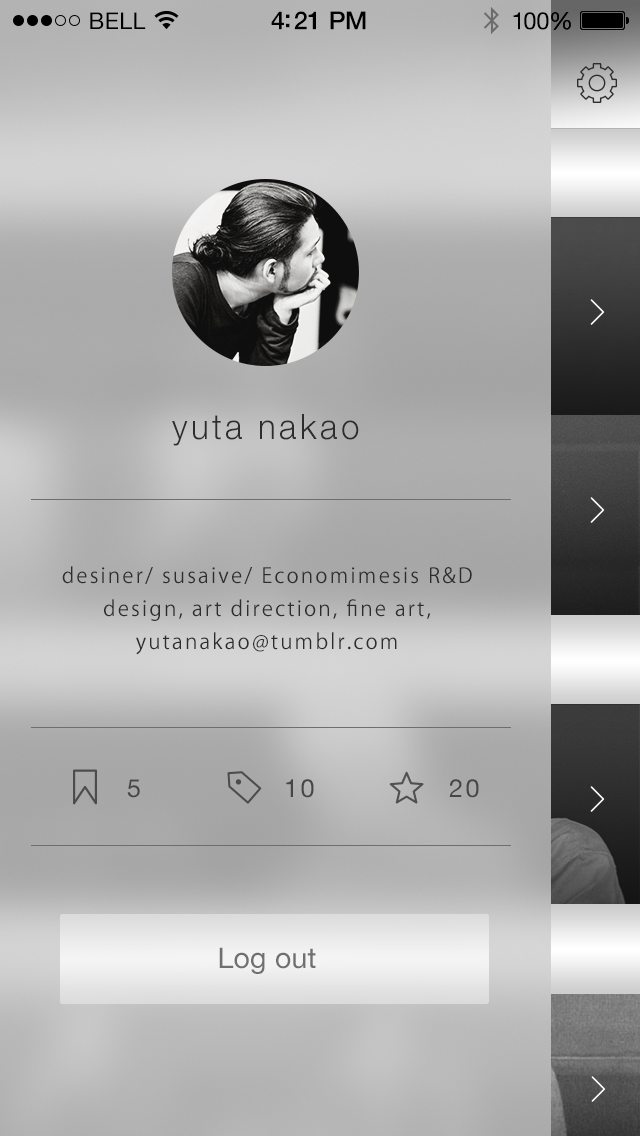 BELL 4:21 PM 100%
yuta nakao
desiner/ susaive/ Economimesis R&D
design, art direction, fine art,
yutanakao@tumblr.com
5 10 20
Log out